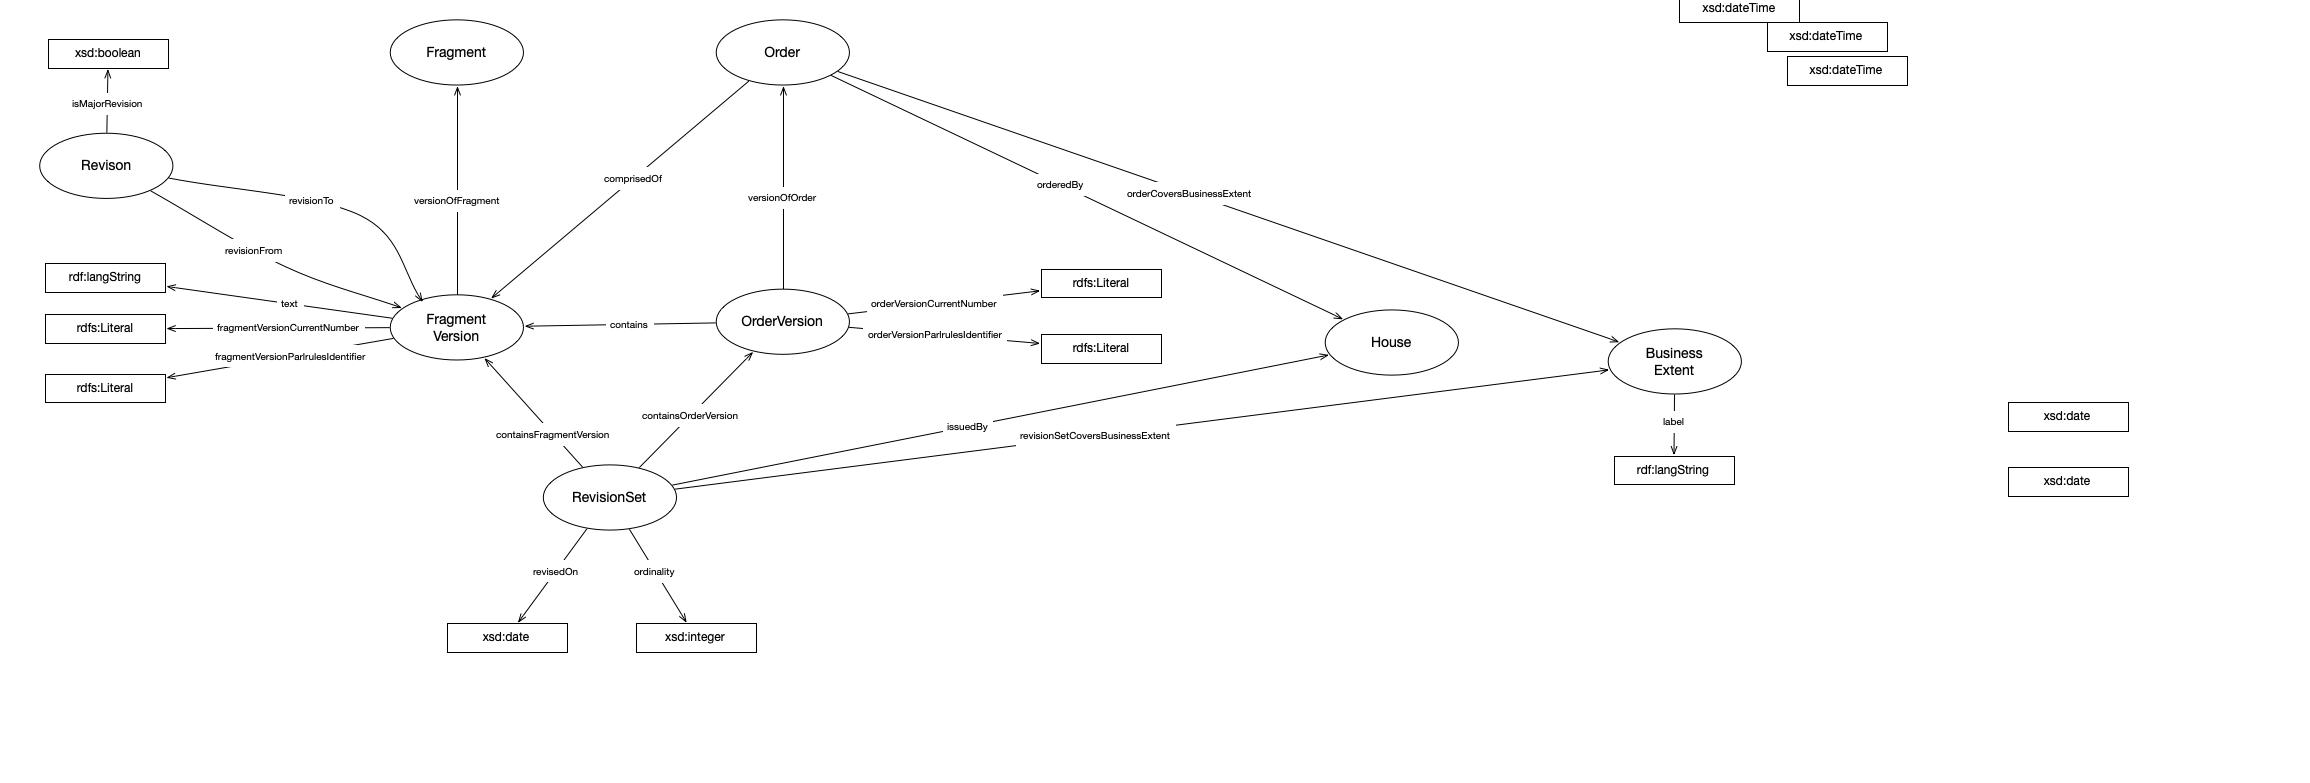 xsd:dateTime
xsd:dateTime
xsd:dateTime
xsd:boolean
Fragment
Order
isMajorRevision
Revison
revisionTo
versionOfFragment
comprisedOf
versionOfOrder
orderedBy
orderCoversBusinessExtent
revisionFrom
rdf:langString
text
rdfs:Literal
fragmentVersionCurrentNumber
fragmentVersionParlrulesIdentifier
rdfs:Literal
Fragment
Version
contains
OrderVersion
orderVersionCurrentNumber
rdfs:Literal
orderVersionParlrulesIdentifier
rdfs:Literal
House
Business
Extent
label
rdf:langString
xsd:date
xsd:date
containsFragmentVersion
containsOrderVersion
issuedBy
revisionSetCoversBusinessExtent
RevisionSet
revisedOn
ordinality
xsd:date
xsd:integer